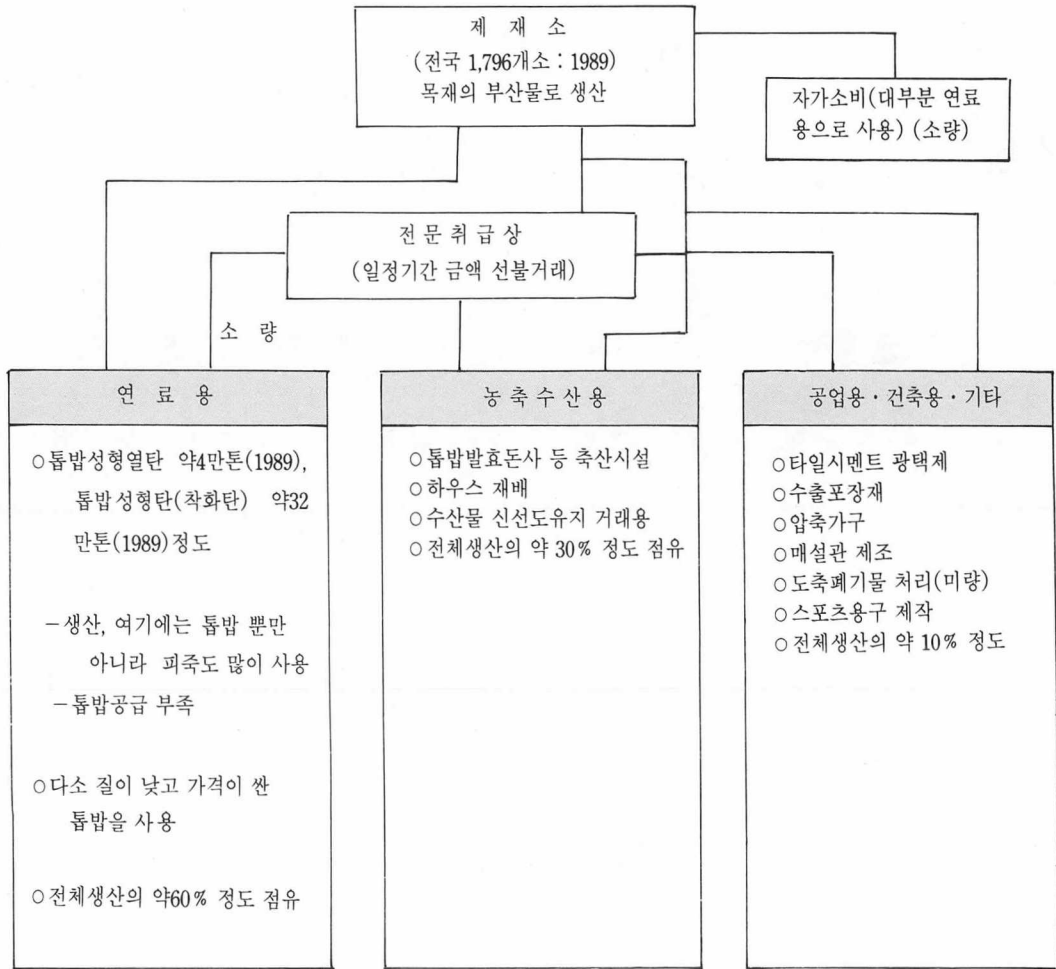 제 재 소
(전국 1,796개소 : 1989)
목재의 부산물로 생산
자가소비(대부분 연료
용으로 사용) (소량)
전 문 취 급 상
(일정기간 금액 선불거래)
소 량
연 료 용
○톱밥성형열탄 약4만톤(1989),
톱밥성형탄(착화탄) 약32
만톤(1989)정도
－생산, 여기에는 톱밥 뿐만
아니라 피죽도 많이 사용
－톱밥공급 부족
○다소 질이 낮고 가격이 싼
톱밥을 사용
○전체생산의 약60% 정도 점유
농 축 수 산 용
○톱밥발효돈사 등 축산시설
○하우스 재배
○수산물 신선도유지 거래용
○전체생산의 약 30% 정도 점유
공업용·건축용·기타
○타일시멘트 광택제
○수출포장재
○압축가구
○매설관 제조
○도축폐기물 처리(미량)
○스포츠용구 제작
○전체생산의 약 10% 정도